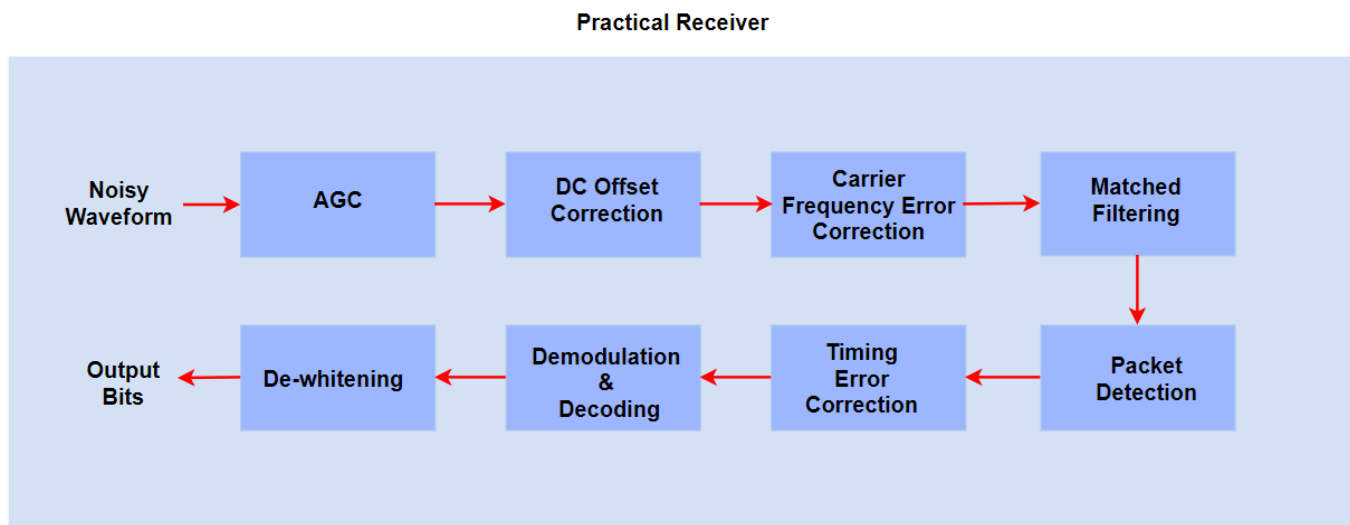 Practical Receiver
Noisy
Waveform
AGC
DC Offset
Correction
Carrier
Frequency Error
Correction
Matched
Filtering
Packet
Detection
Timing
Error
Correction
Demodulation
&
Decoding
De-whitening
Output
Bits